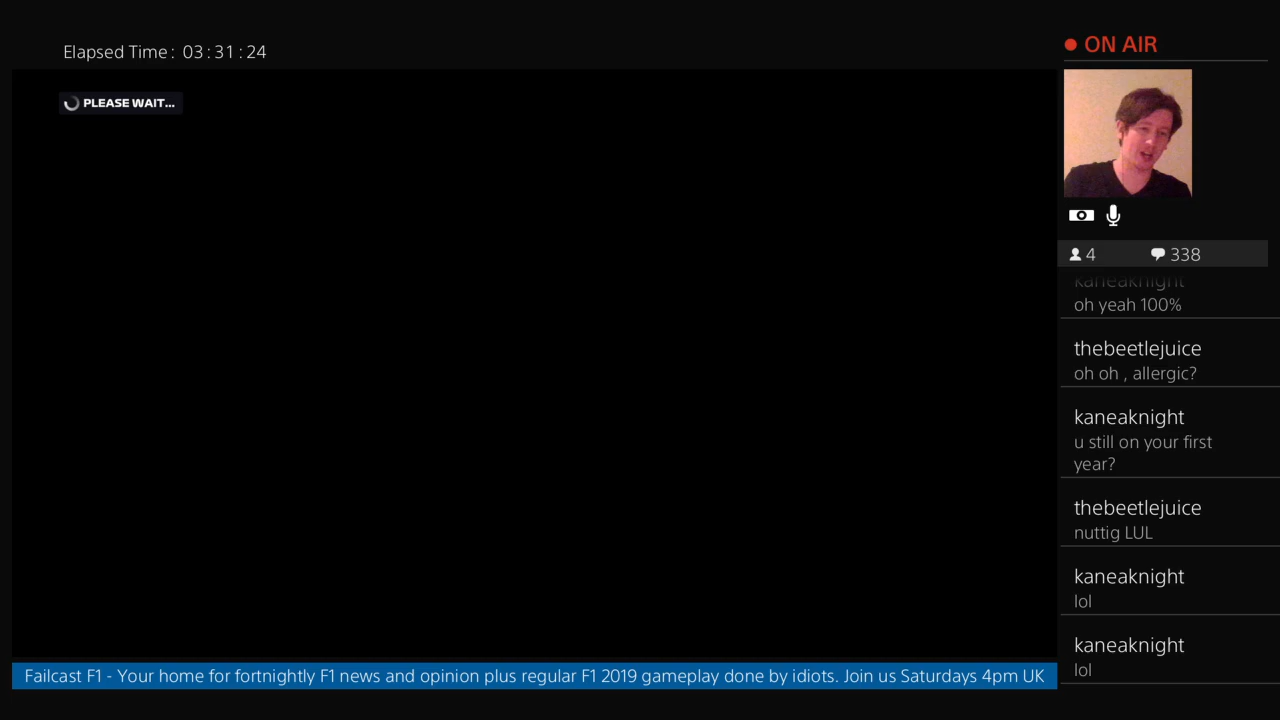 Elapsed Time: 03:31:24
PLEASE WAIT...
ON AIR
4
338
kaneaknight
oh yeah 100%
thebeetlejuice
oh oh , allergic?
kaneaknight
u still on your first
year?
thebeetlejuice
nuttig LUL
kaneaknight
lol
kaneaknight
lol
Failcast F1 - Your home for fortnightly F1 news and opinion plus regular F1 2019 gameplay done by idiots. Join us Saturdays 4pm UK